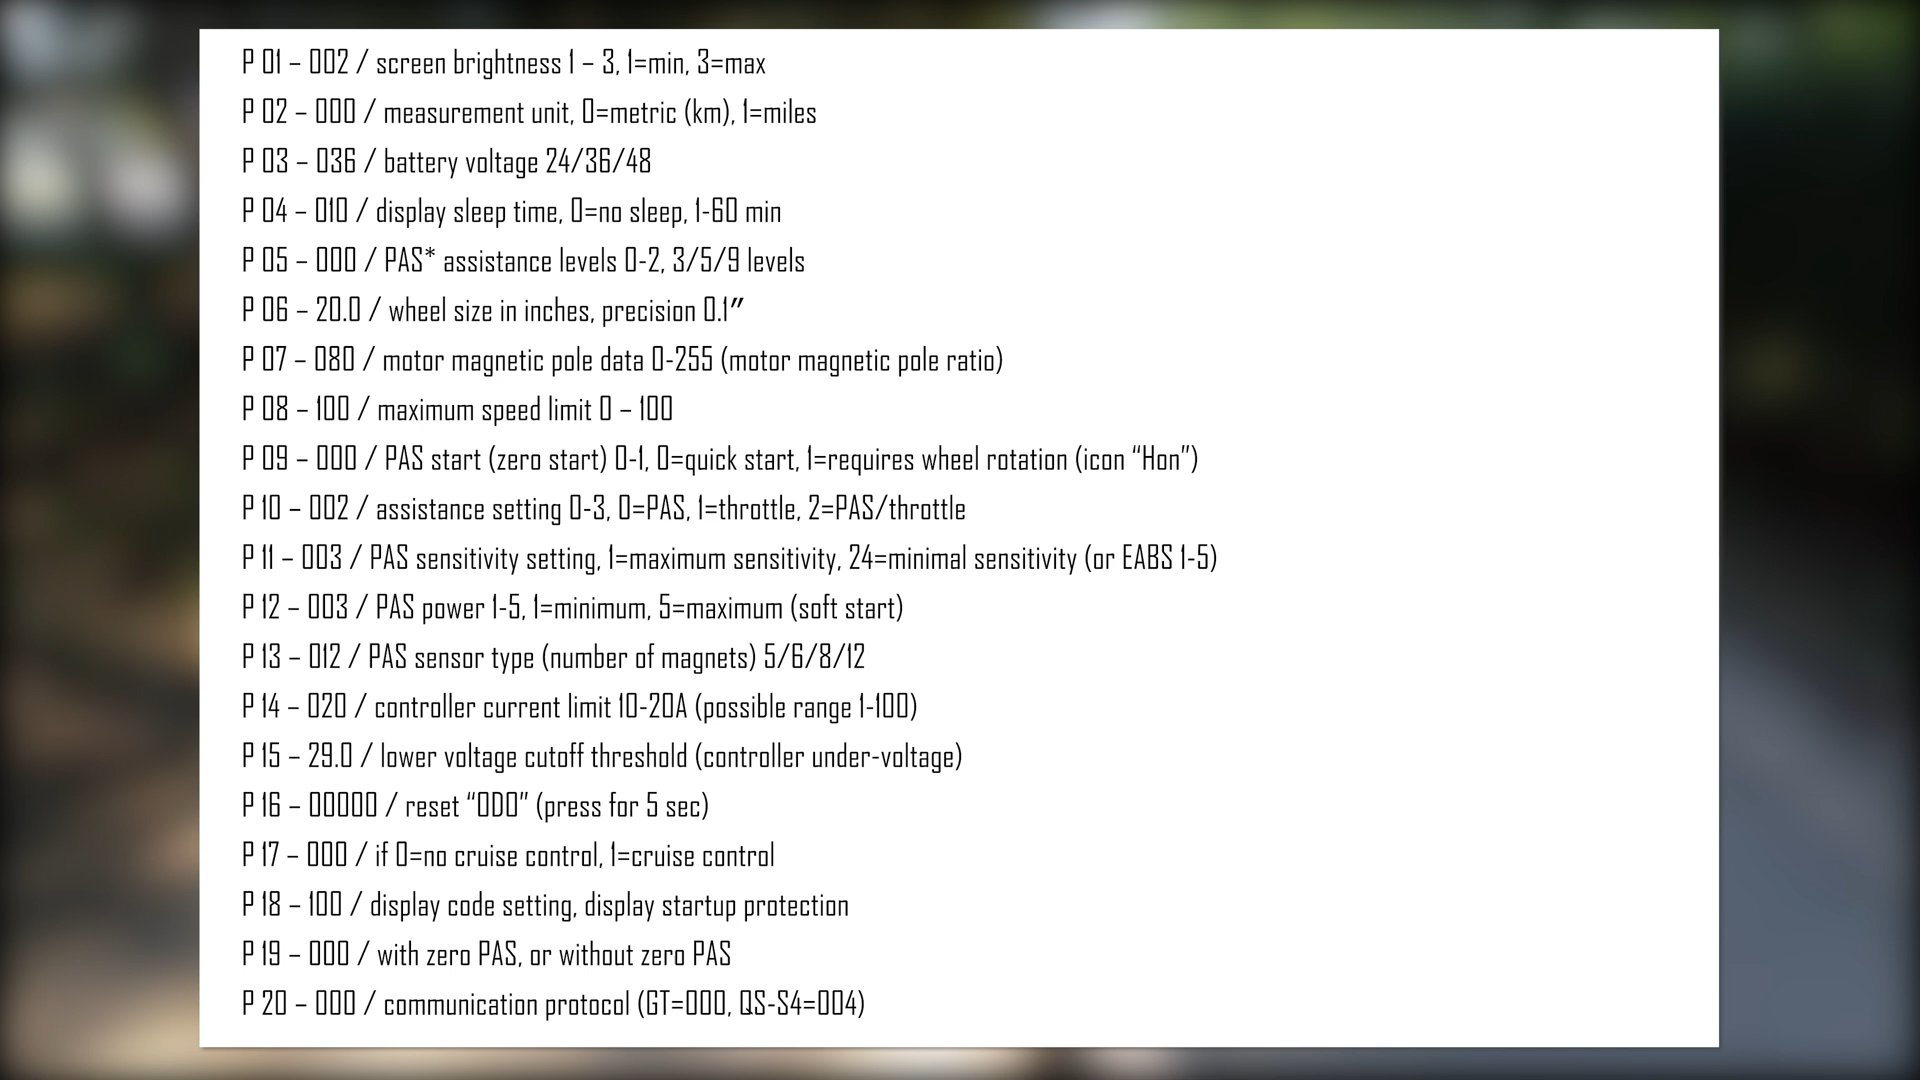 P 01 – 002 / screen brightness 1 – 3, 1=min, 3=max
P 02 – 000 / measurement unit, 0=metric (km), 1=miles
P 03 – 036 / battery voltage 24/36/48
P 04 – 010 / display sleep time, 0=no sleep, 1-60 min
P 05 – 000 / PAS* assistance levels 0-2, 3/5/9 levels
P 06 – 20.0 / wheel size in inches, precision 0.1″
P 07 – 080 / motor magnetic pole data 0-255 (motor magnetic pole ratio)
P 08 – 100 / maximum speed limit 0 – 100
P 09 – 000 / PAS start (zero start) 0-1, 0=quick start, 1=requires wheel rotation (icon “Hon”)
P 10 – 002 / assistance setting 0-3, 0=PAS, 1=throttle, 2=PAS/throttle
P 11 – 003 / PAS sensitivity setting, 1=maximum sensitivity, 24=minimal sensitivity (or EABS 1-5)
P 12 – 003 / PAS power 1-5, 1=minimum, 5=maximum (soft start)
P 13 – 012 / PAS sensor type (number of magnets) 5/6/8/12
P 14 – 020 / controller current limit 10-20A (possible range 1-100)
P 15 – 29.0 / lower voltage cutoff threshold (controller under-voltage)
P 16 – 00000 / reset “ODO” (press for 5 sec)
P 17 – 000 / if 0=no cruise control, 1=cruise control
P 18 – 100 / display code setting, display startup protection
P 19 – 000 / with zero PAS, or without zero PAS
P 20 – 000 / communication protocol (GT=000, QS-S4=004)